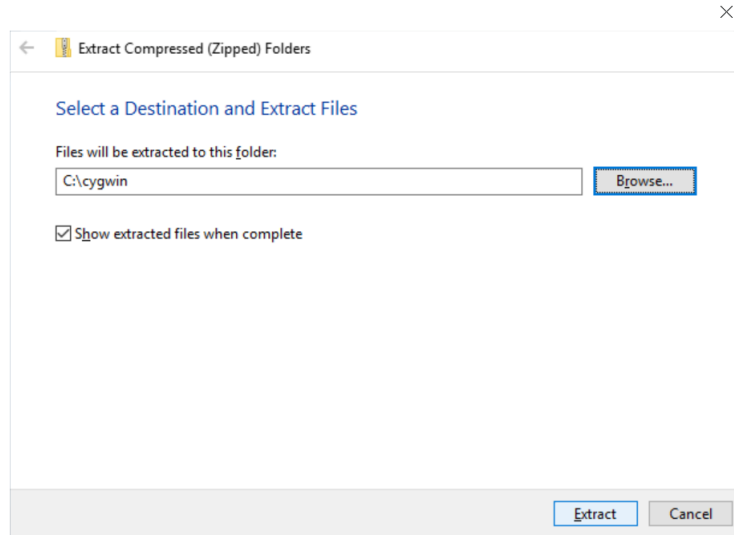 Extract Compressed (Zipped) Folders
Select a Destination and Extract Files
Files will be extracted to this folder:
C:\cygwin
Browse...
Show extracted files when complete
Extract
Cancel